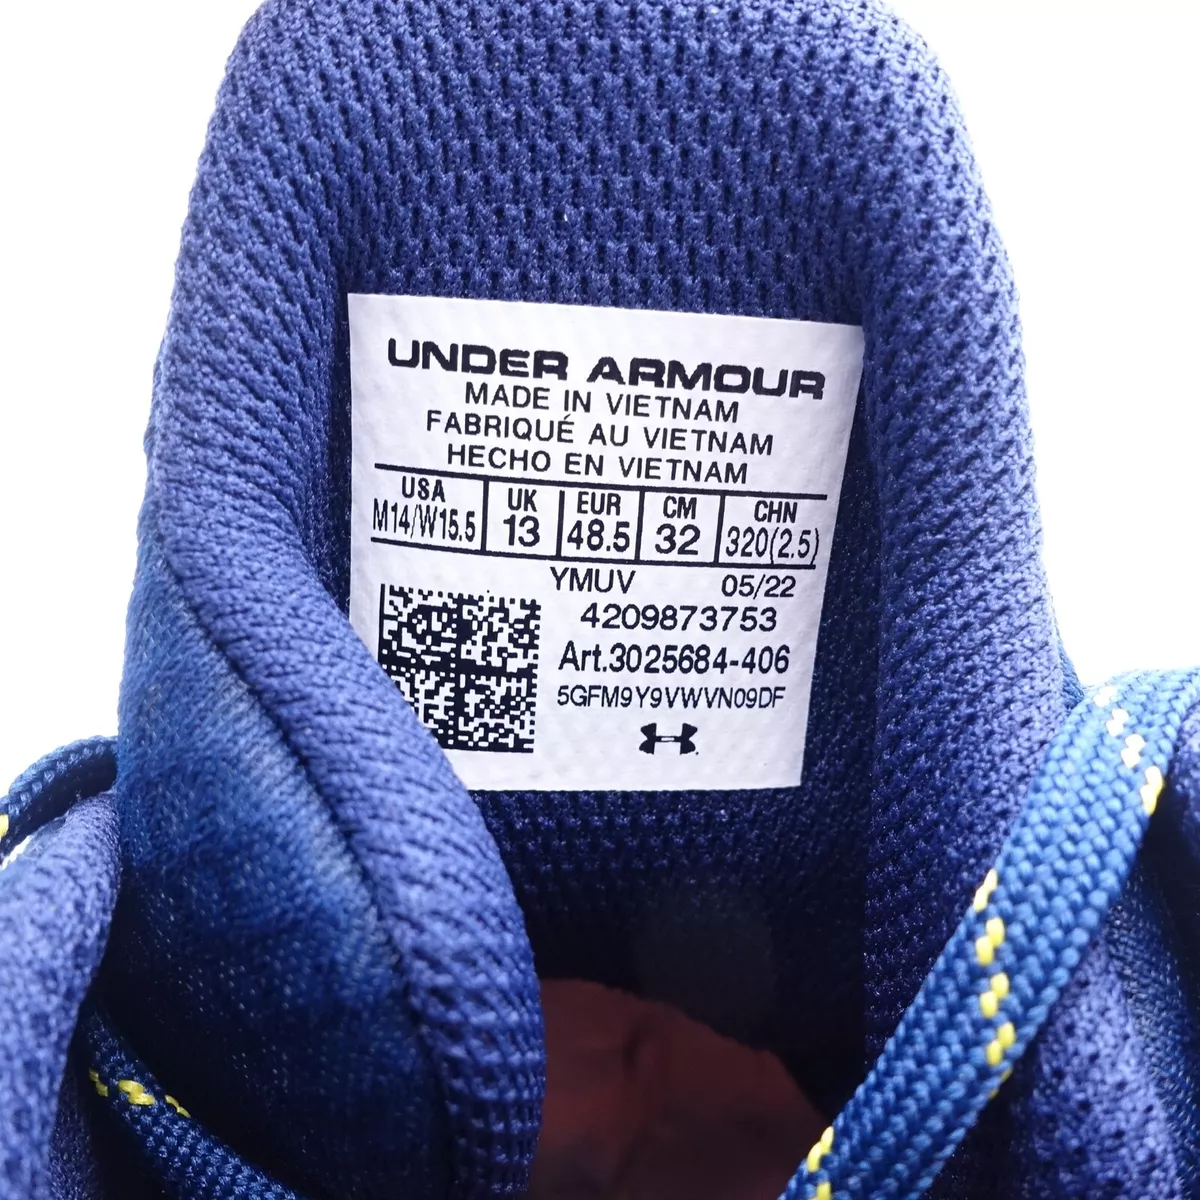 UNDER ARMOUR
MADE IN VIETNAM
FABRIQUÉ AU VIETNAM
HECHO EN VIETNAM
USA UK EUR CM CHN
M14/W15.5 13 48.5 32 320(2.5)
YMUV 05/22
4209873753
Art.3025684-406
5GFM9Y9VWVN09DF